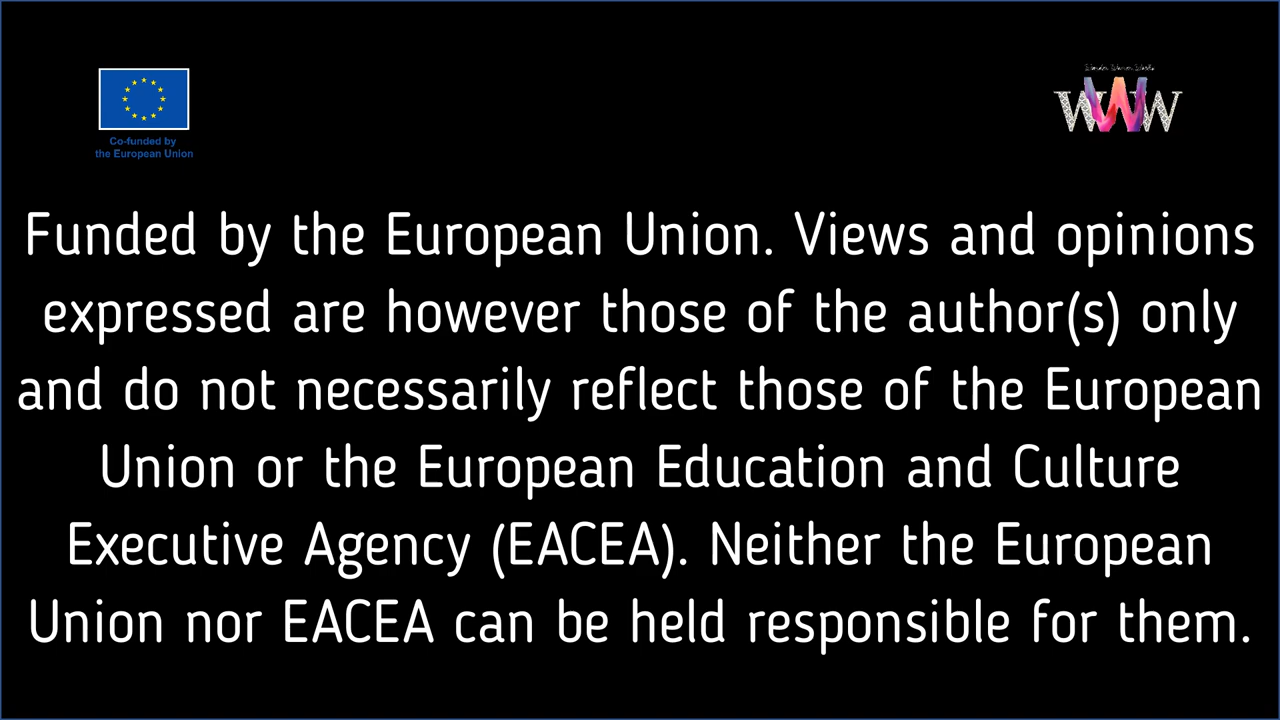 Co-funded by
the European Union
WWW
Funded by the European Union. Views and opinions
expressed are however those of the author(s) only
and do not necessarily reflect those of the European
Union or the European Education and Culture
Executive Agency (EACEA). Neither the European
Union nor EACEA can be held responsible for them.